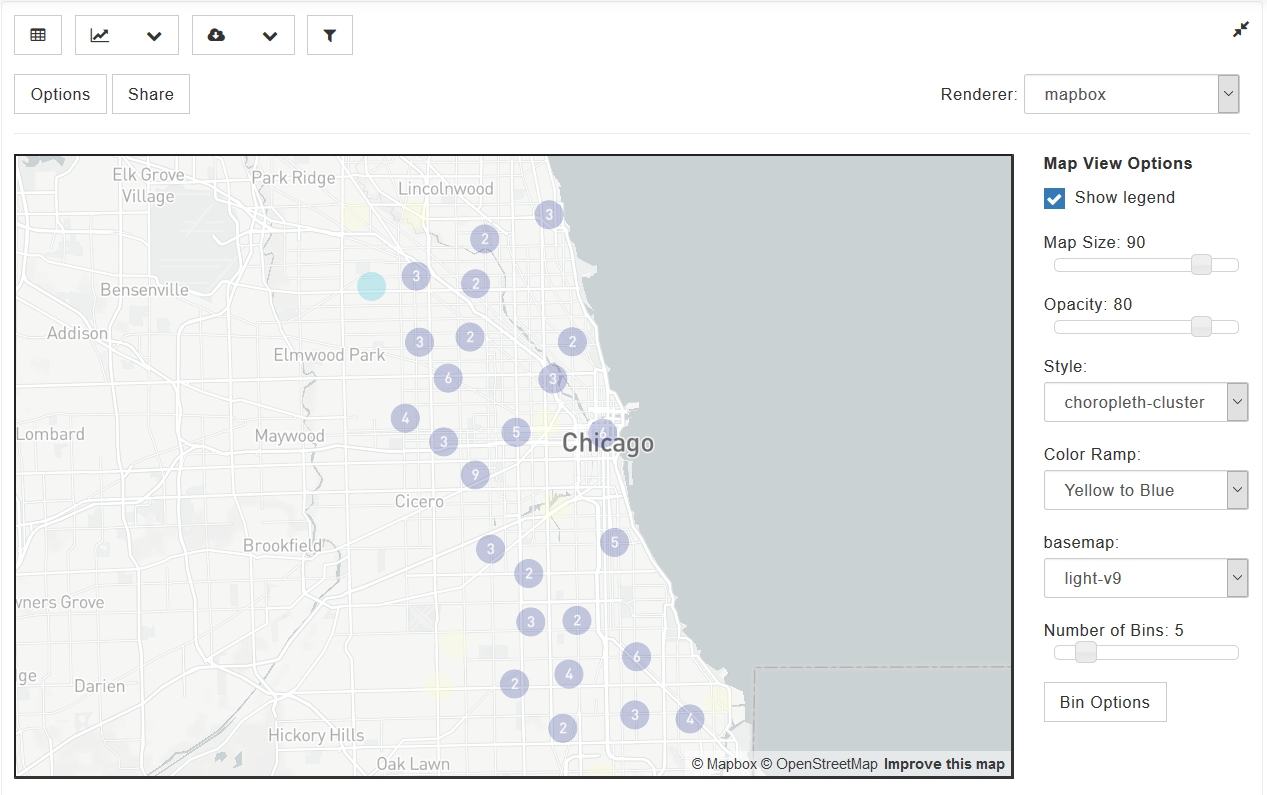 Options Share
Renderer: mapbox
Map View Options
Show legend
Map Size: 90
Opacity: 80
Style:
choropleth-cluster
Color Ramp:
Yellow to Blue
basemap:
light-v9
Number of Bins: 5
Bin Options
Elk Grove
Village
Park Ridge
Lincolnwood
3
2
3
2
Bensenville
Addison
3
2
2
Elmwood Park
6
3
4
Lombard
Maywood
3
5
Chicago
9
Cicero
Brookfield
3
5
2
wners Grove
3
2
6
ge
Darien
2
4
2
3
4
Hickory Hills
Oak Lawn
© Mapbox © OpenStreetMap Improve this map